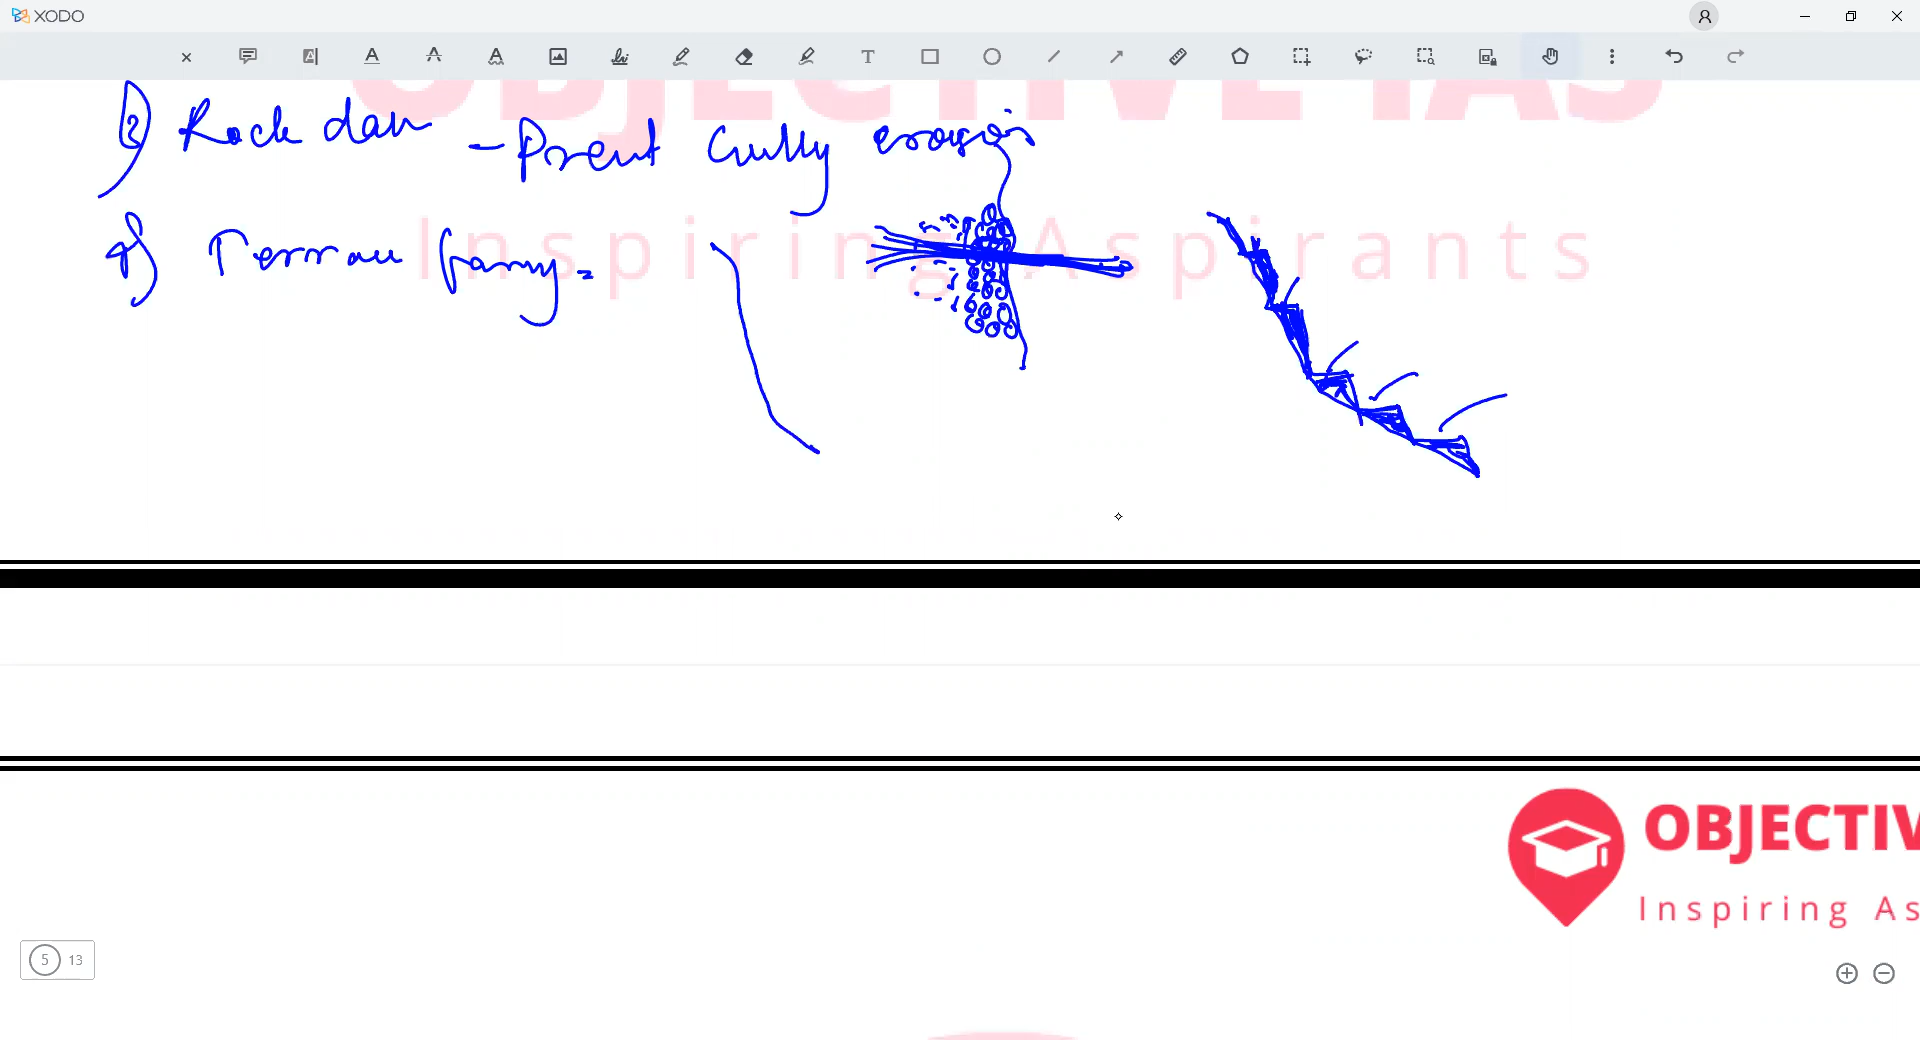 XODO
OBJECTIVE IAS
3) Rock dam - Prevent Gully erosion
Inspiring Aspirants
4) Terrace farming =
OBJECTIV
Inspiring As
5 13